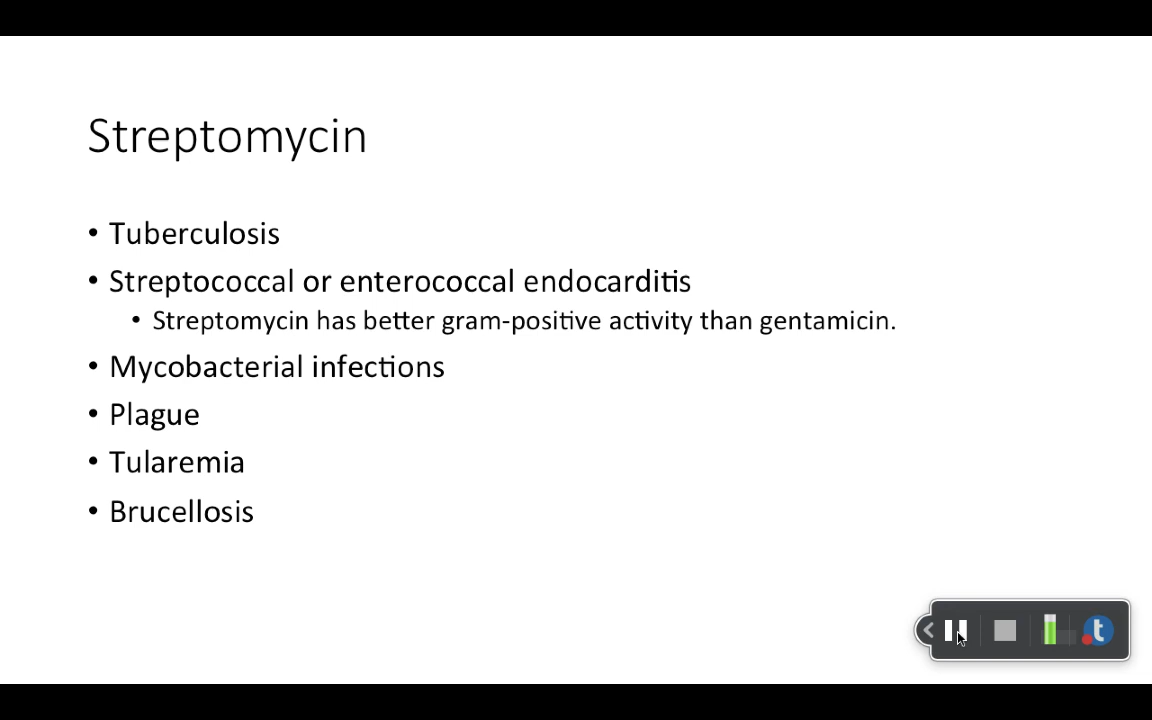 Streptomycin
• Tuberculosis
• Streptococcal or enterococcal endocarditis
• Streptomycin has better gram-positive activity than gentamicin.
• Mycobacterial infections
• Plague
• Tularemia
• Brucellosis
t